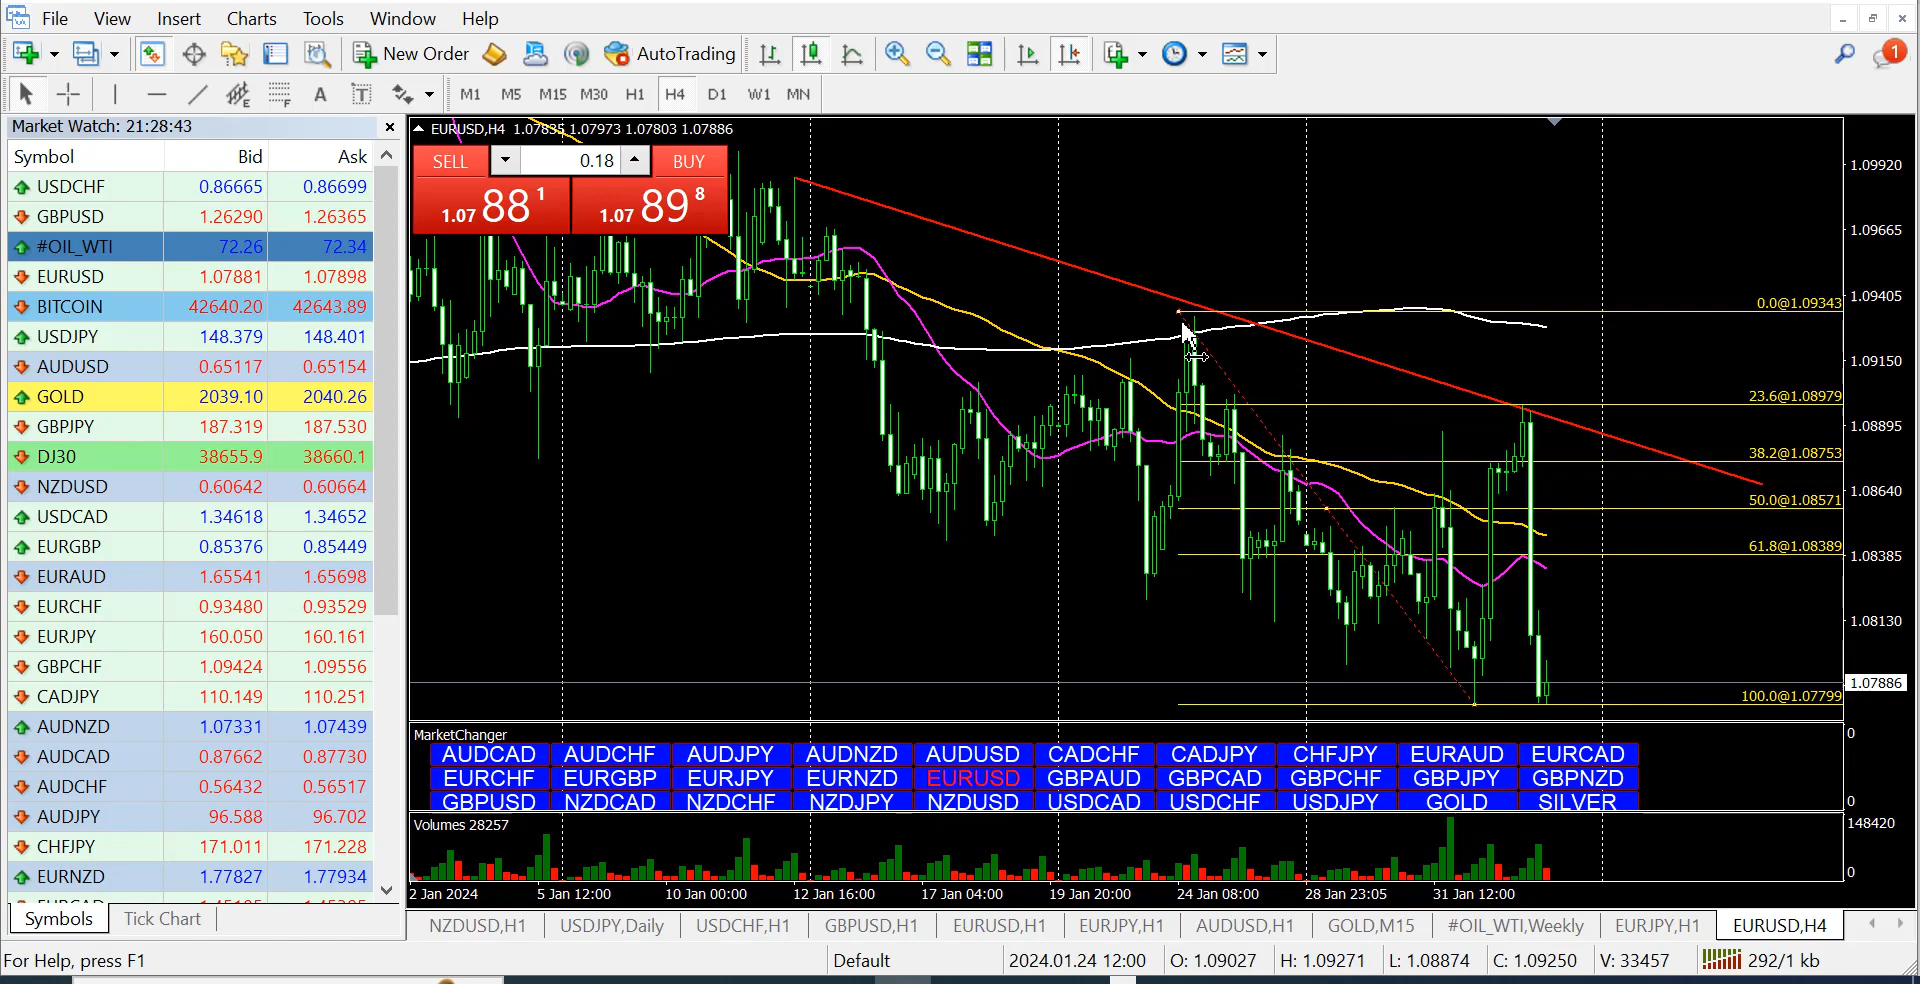 File View Insert Charts Tools Window Help
New Order AutoTrading 1
E F A T M1 M5 M15 M30 H1 H4 D1 W1 MN
Market Watch: 21:28:43
Symbol Bid Ask
USDCHF 0.86665 0.86699
GBPUSD 1.26290 1.26365
#OIL_WTI 72.26 72.34
EURUSD 1.07881 1.07898
BITCOIN 42640.20 42643.89
USDJPY 148.379 148.401
AUDUSD 0.65117 0.65154
GOLD 2039.10 2040.26
GBPJPY 187.319 187.530
DJ30 38655.9 38660.1
NZDUSD 0.60642 0.60664
USDCAD 1.34618 1.34652
EURGBP 0.85376 0.85449
EURAUD 1.65541 1.65698
EURCHF 0.93480 0.93529
EURJPY 160.050 160.161
GBPCHF 1.09424 1.09556
CADJPY 110.149 110.251
AUDNZD 1.07331 1.07439
AUDCAD 0.87662 0.87730
AUDCHF 0.56432 0.56517
AUDJPY 96.588 96.702
CHFJPY 171.011 171.228
EURNZD 1.77827 1.77934
Symbols Tick Chart
EURUSD,H4 1.07835 1.07973 1.07803 1.07886
SELL 0.18 BUY
1.07 88 1 1.07 89 8
0.0@1.09343
23.6@1.08979
38.2@1.08753
50.0@1.08571
61.8@1.08389
100.0@1.07799
1.09920
1.09665
1.09405
1.09150
1.08895
1.08640
1.08385
1.08130
1.07886
MarketChanger
AUDCAD AUDCHF AUDJPY AUDNZD AUDUSD CADCHF CADJPY CHFJPY EURAUD EURCAD
EURCHF EURGBP EURJPY EURNZD EURUSD GBPAUD GBPCAD GBPCHF GBPJPY GBPNZD
GBPUSD NZDCAD NZDCHF NZDJPY NZDUSD USDCAD USDCHF USDJPY GOLD SILVER
0
0
Volumes 28257
148420
0
2 Jan 2024 5 Jan 12:00 10 Jan 00:00 12 Jan 16:00 17 Jan 04:00 19 Jan 20:00 24 Jan 08:00 28 Jan 23:05 31 Jan 12:00
NZDUSD,H1 USDJPY,Daily USDCHF,H1 GBPUSD,H1 EURUSD,H1 EURJPY,H1 AUDUSD,H1 GOLD,M15 #OIL_WTI,Weekly EURJPY,H1 EURUSD,H4
For Help, press F1 Default 2024.01.24 12:00 O: 1.09027 H: 1.09271 L: 1.08874 C: 1.09250 V: 33457 292/1 kb